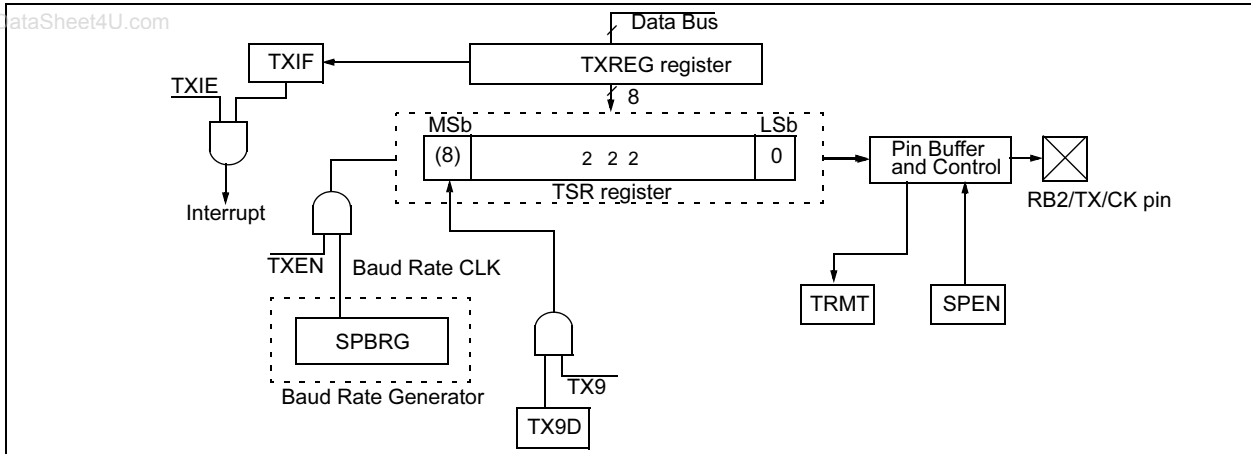 DataSheet4U.com
Data Bus
TXIF
TXREG register
TXIE
8
MSb
LSb
(8)
2 2 2
0
TSR register
Pin Buffer
and Control
RB2/TX/CK pin
Interrupt
TXEN
Baud Rate CLK
TRMT
SPEN
SPBRG
Baud Rate Generator
TX9
TX9D